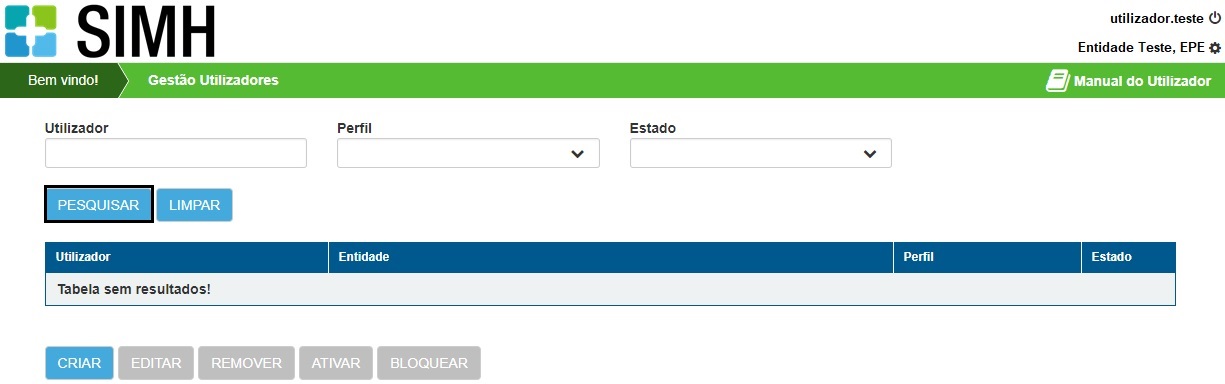 SIMH
utilizador.teste
Entidade Teste, EPE
Bem vindo! Gestão Utilizadores Manual do Utilizador
Utilizador Perfil Estado
PESQUISAR LIMPAR
Utilizador Entidade Perfil Estado
Tabela sem resultados!
CRIAR EDITAR REMOVER ATIVAR BLOQUEAR